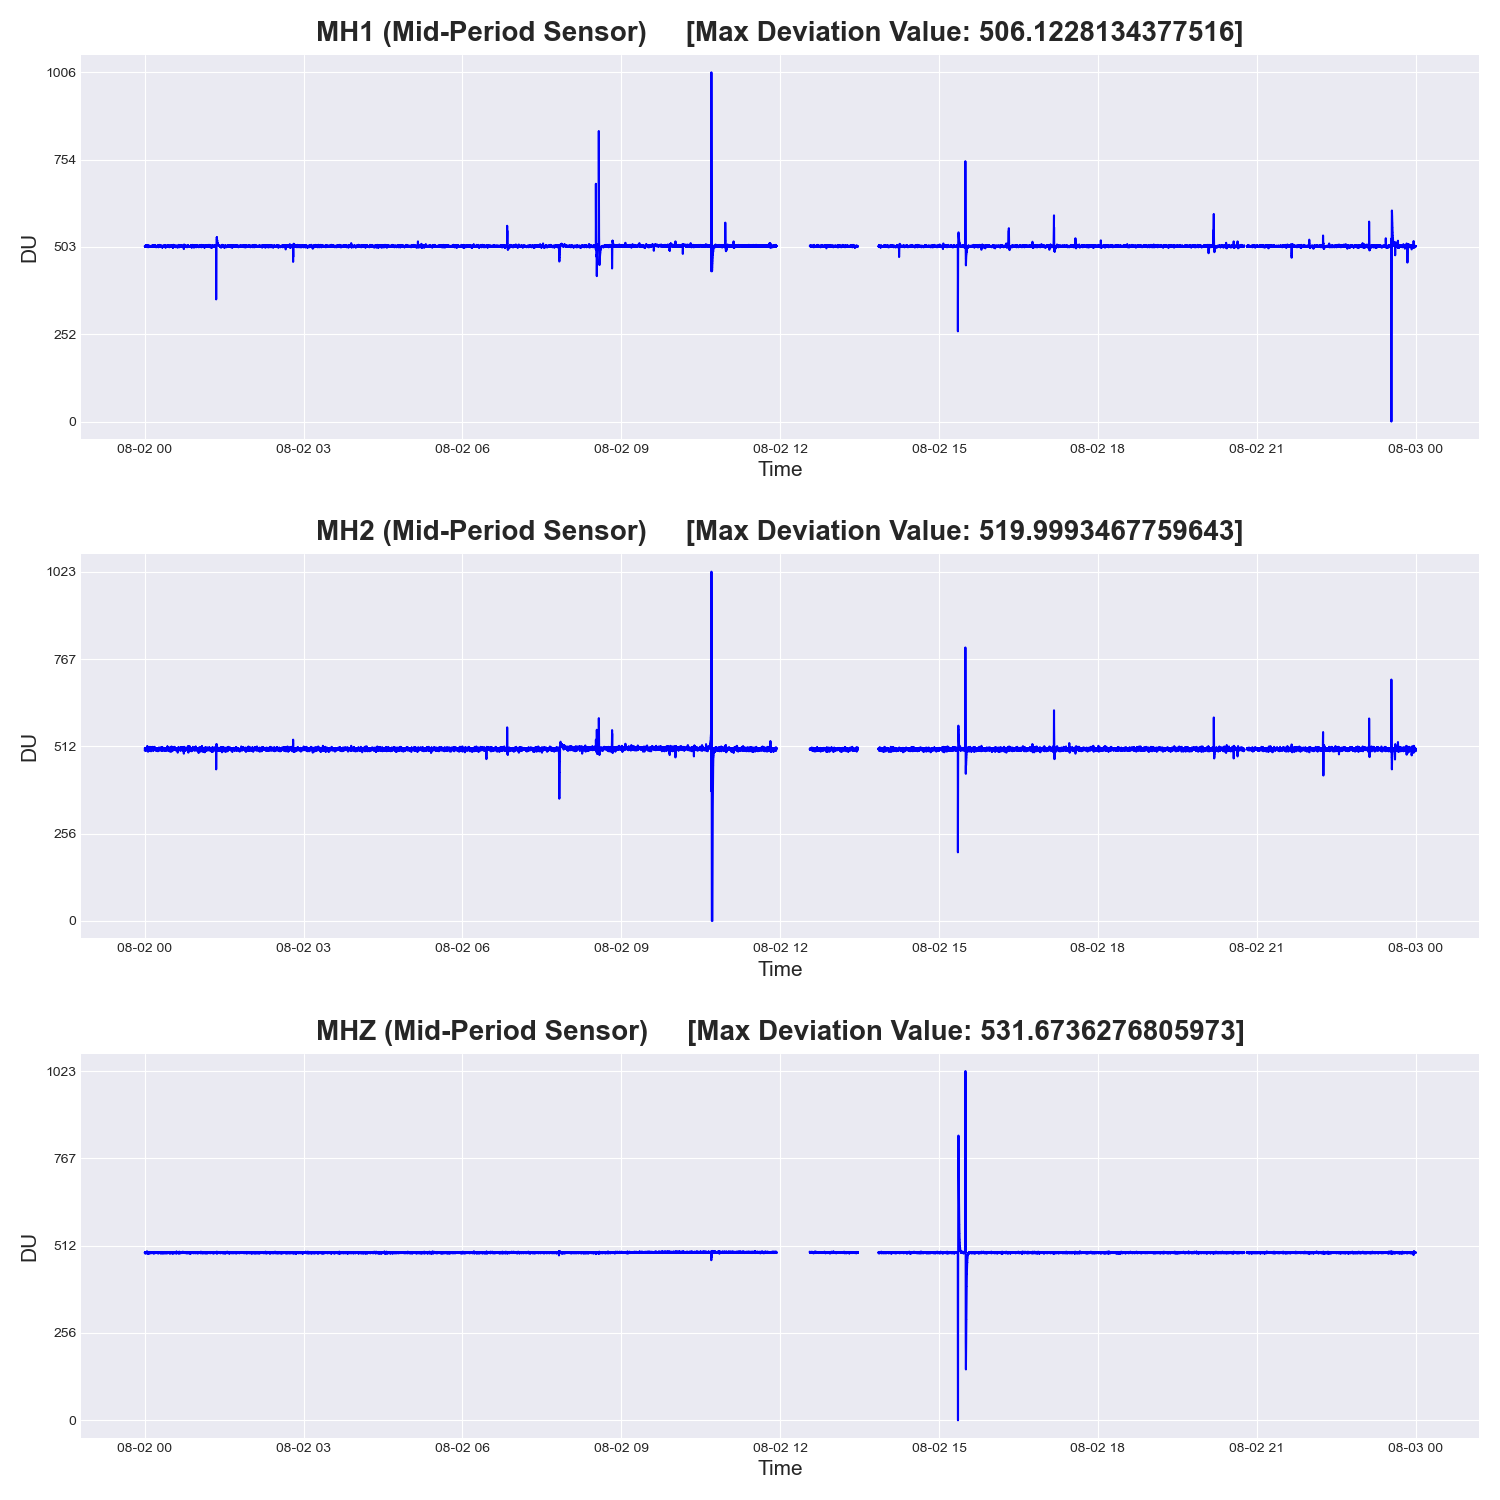 MH1 (Mid-Period Sensor) [Max Deviation Value: 506.1228134377516]
1006
754
503
252
0
DU
08-02 00 08-02 03 08-02 06 08-02 09 08-02 12 08-02 15 08-02 18 08-02 21 08-03 00
Time
MH2 (Mid-Period Sensor) [Max Deviation Value: 519.9993467759643]
1023
767
512
256
0
DU
08-02 00 08-02 03 08-02 06 08-02 09 08-02 12 08-02 15 08-02 18 08-02 21 08-03 00
Time
MHZ (Mid-Period Sensor) [Max Deviation Value: 531.6736276805973]
1023
767
512
256
0
DU
08-02 00 08-02 03 08-02 06 08-02 09 08-02 12 08-02 15 08-02 18 08-02 21 08-03 00
Time